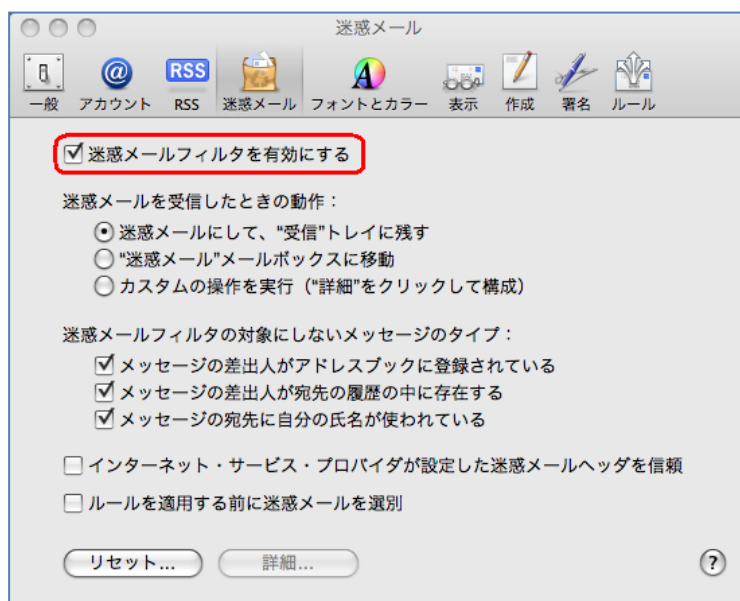 迷惑メール
@
RSS
A
一般 アカウント RSS 迷惑メール フォントとカラー 表示 作成 署名 ルール
迷惑メールフィルタを有効にする
迷惑メールを受信したときの動作：
迷惑メールにして、“受信”トレイに残す
“迷惑メール”メールボックスに移動
カスタムの操作を実行（“詳細”をクリックして構成）
迷惑メールフィルタの対象にしないメッセージのタイプ：
メッセージの差出人がアドレスブックに登録されている
メッセージの差出人が宛先の履歴の中に存在する
メッセージの宛先に自分の氏名が使われている
インターネット・サービス・プロバイダが設定した迷惑メールヘッダを信頼
ルールを適用する前に迷惑メールを選別
リセット... 詳細... ?